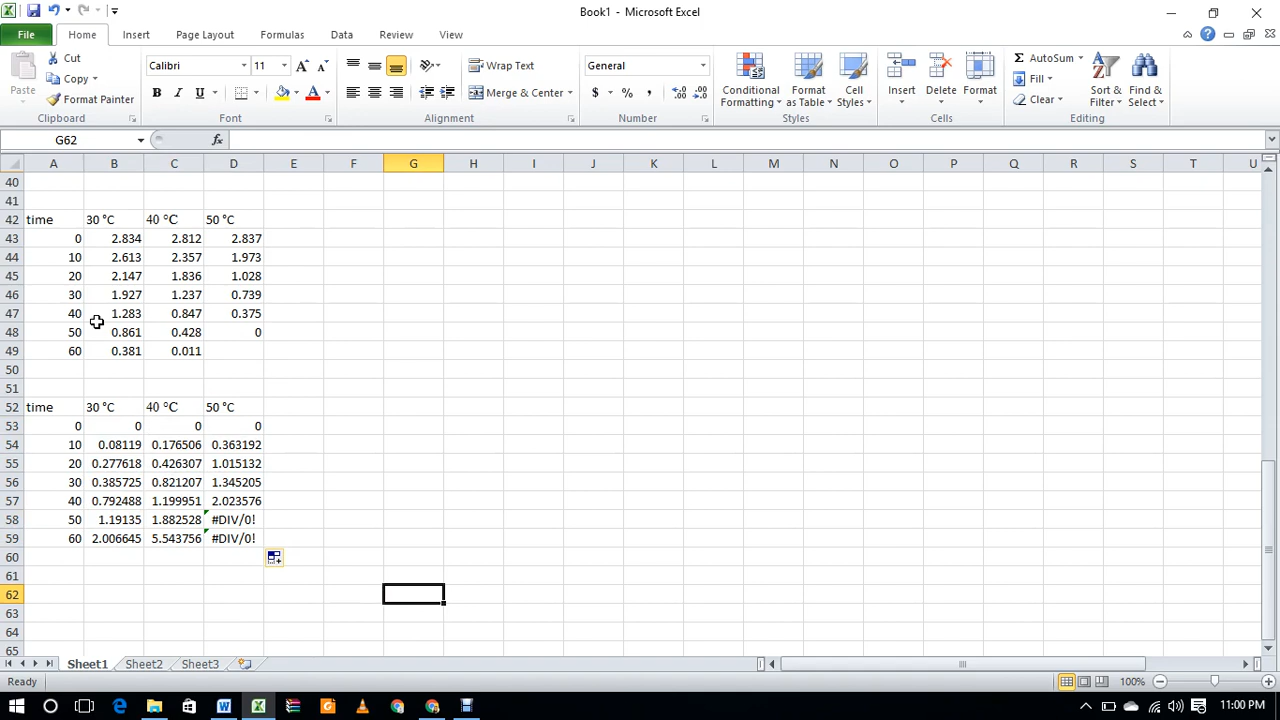 Book1 - Microsoft Excel
File Home Insert Page Layout Formulas Data Review View
Paste
Cut
Copy
Format Painter
Clipboard
Calibri 11 A A
B I U A
Font
Wrap Text
Merge & Center
Alignment
General
$ % , .00 .0
Number
Conditional Formatting
Format as Table
Cell Styles
Styles
Insert Delete Format
Cells
Σ AutoSum
Fill
Clear
Sort & Filter
Find & Select
Editing
G62 fx
A B C D E F G H I J K L M N O P Q R S T U
40
41
42 time 30 °C 40 °C 50 °C
43 0 2.834 2.812 2.837
44 10 2.613 2.357 1.973
45 20 2.147 1.836 1.028
46 30 1.927 1.237 0.739
47 40 1.283 0.847 0.375
48 50 0.861 0.428 0
49 60 0.381 0.011
50
51
52 time 30 °C 40 °C 50 °C
53 0 0 0 0
54 10 0.08119 0.176506 0.363192
55 20 0.277618 0.426307 1.015132
56 30 0.385725 0.821207 1.345205
57 40 0.792488 1.199951 2.023576
58 50 1.19135 1.882528 #DIV/0!
59 60 2.006645 5.543756 #DIV/0!
60
61
62
63
64
65
Sheet1 Sheet2 Sheet3
Ready 100%
11:00 PM